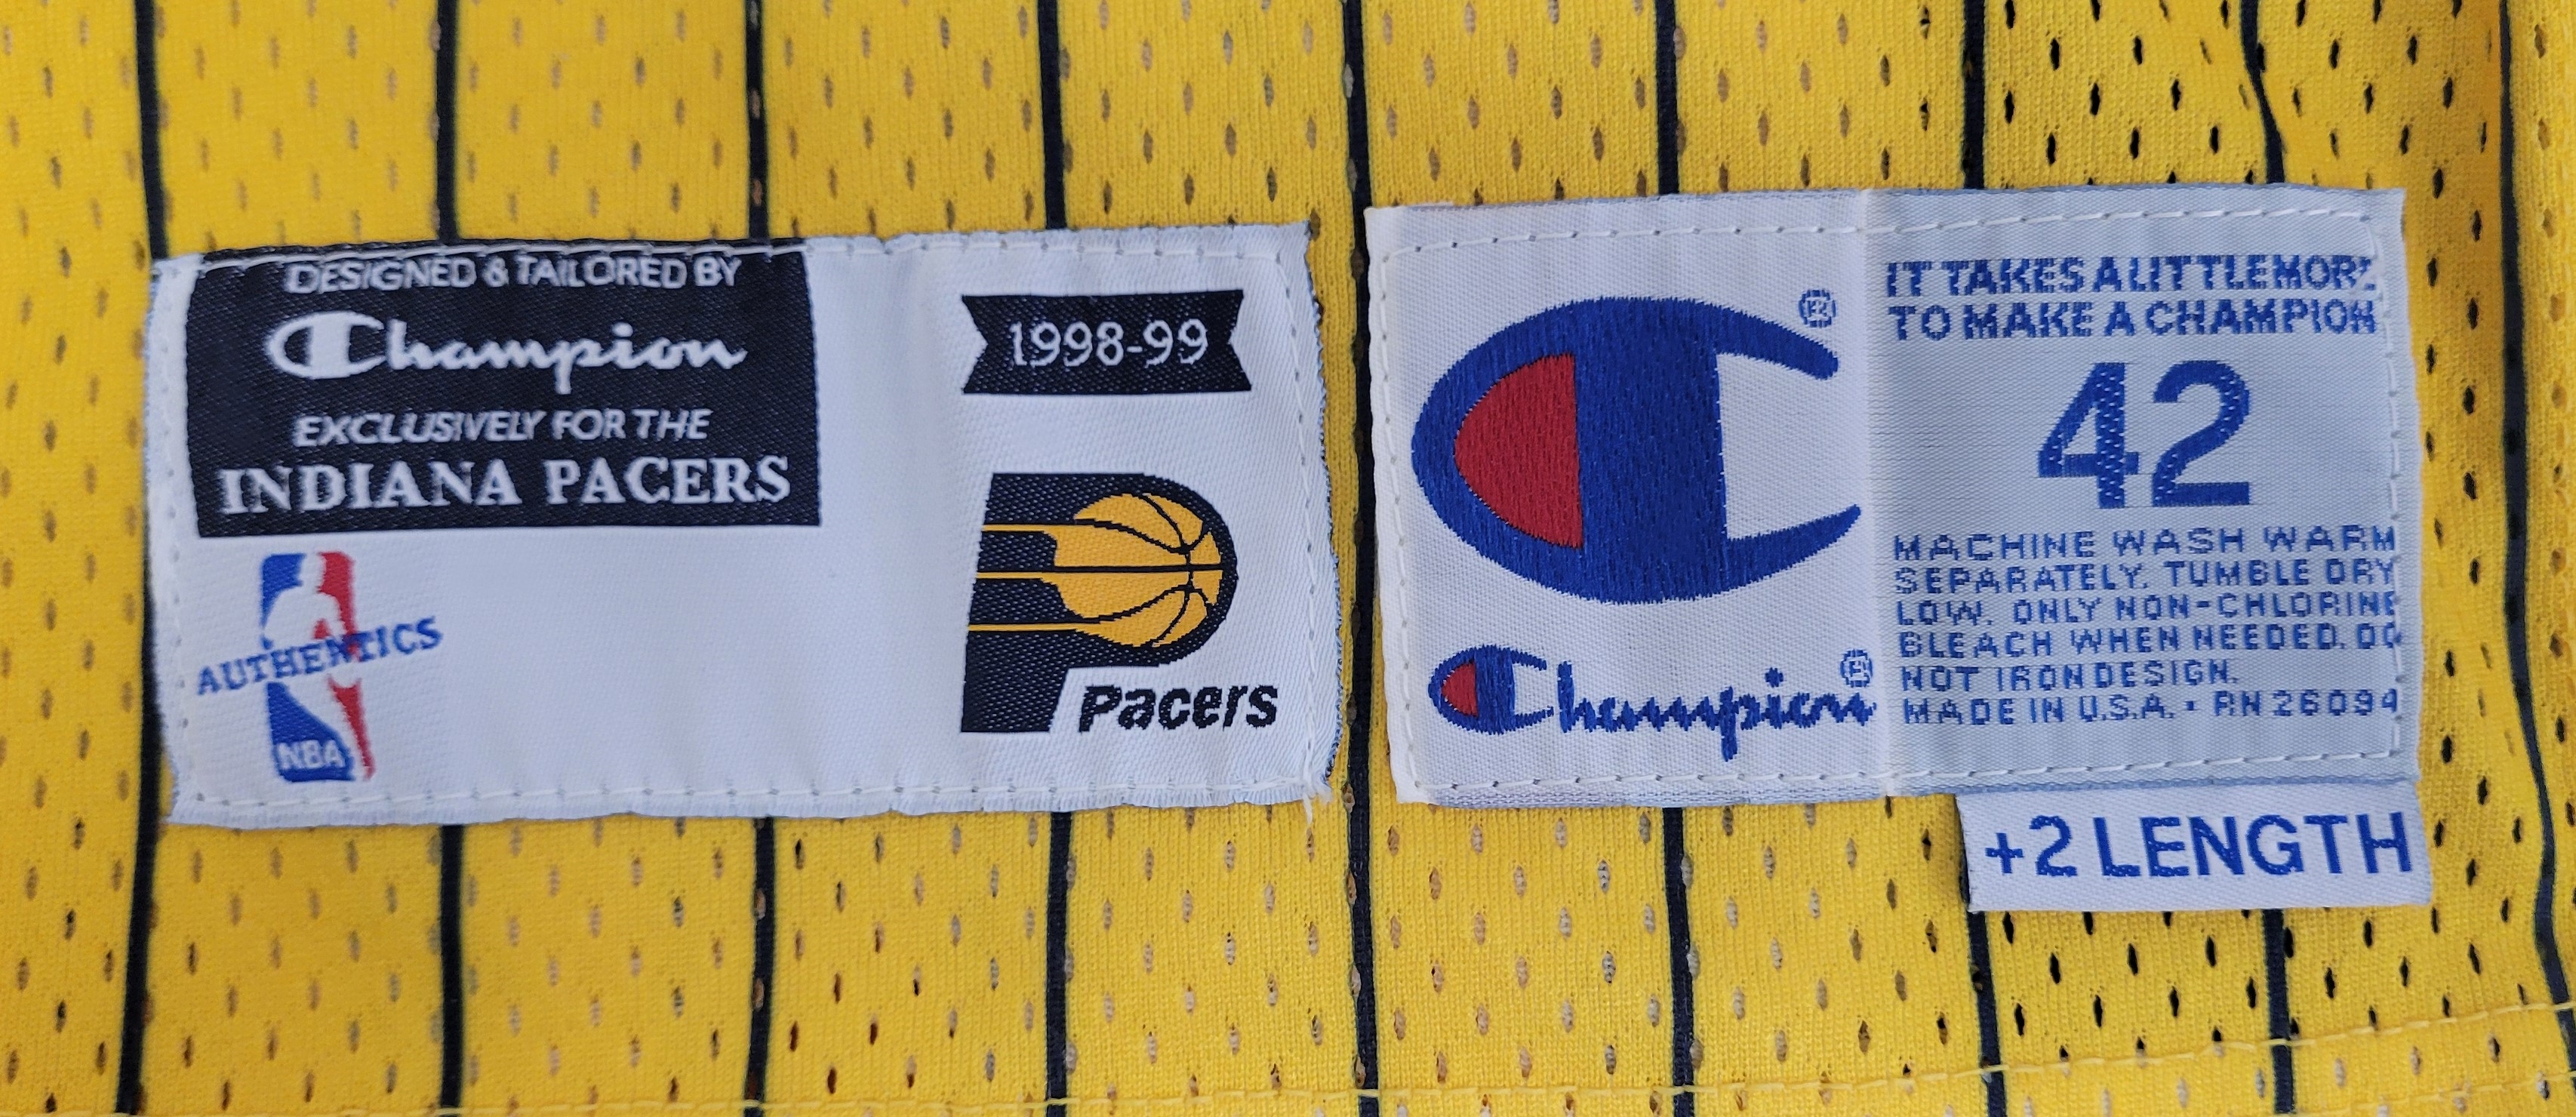 DESIGNED & TAILORED BY
Champion
EXCLUSIVELY FOR THE
INDIANA PACERS
AUTHENTICS
NBA
1998-99
Pacers
®
Champion®
IT TAKES A LITTLE MORE
TO MAKE A CHAMPION
42
MACHINE WASH WARM
SEPARATELY. TUMBLE DRY
LOW. ONLY NON-CHLORINE
BLEACH WHEN NEEDED. DO
NOT IRON DESIGN.
MADE IN U.S.A. • RN 26094
+2 LENGTH